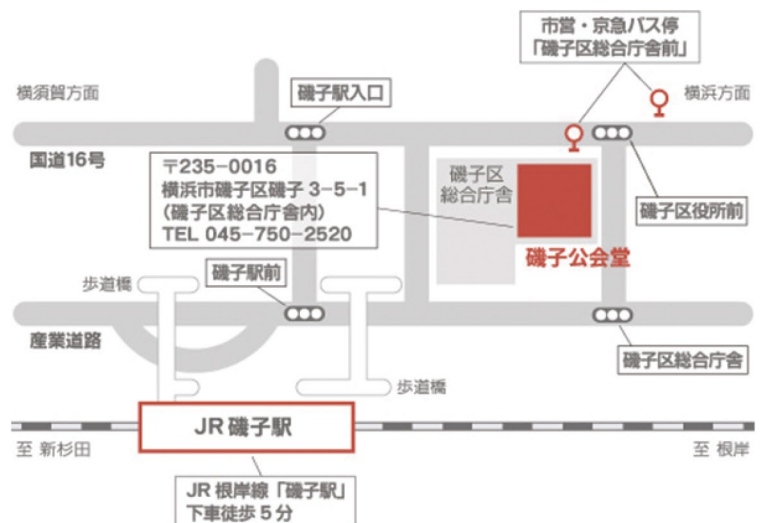 市営・京急バス停
「磯子区総合庁舎前」
横須賀方面
磯子駅入口
横浜方面
国道16号
〒235-0016
横浜市磯子区磯子 3-5-1
(磯子区総合庁舎内)
TEL 045-750-2520
磯子区
総合庁舎
磯子区役所前
磯子公会堂
歩道橋
磯子駅前
産業道路
磯子区総合庁舎
歩道橋
JR 磯子駅
至 新杉田
至 根岸
JR 根岸線「磯子駅」
下車徒歩 5 分